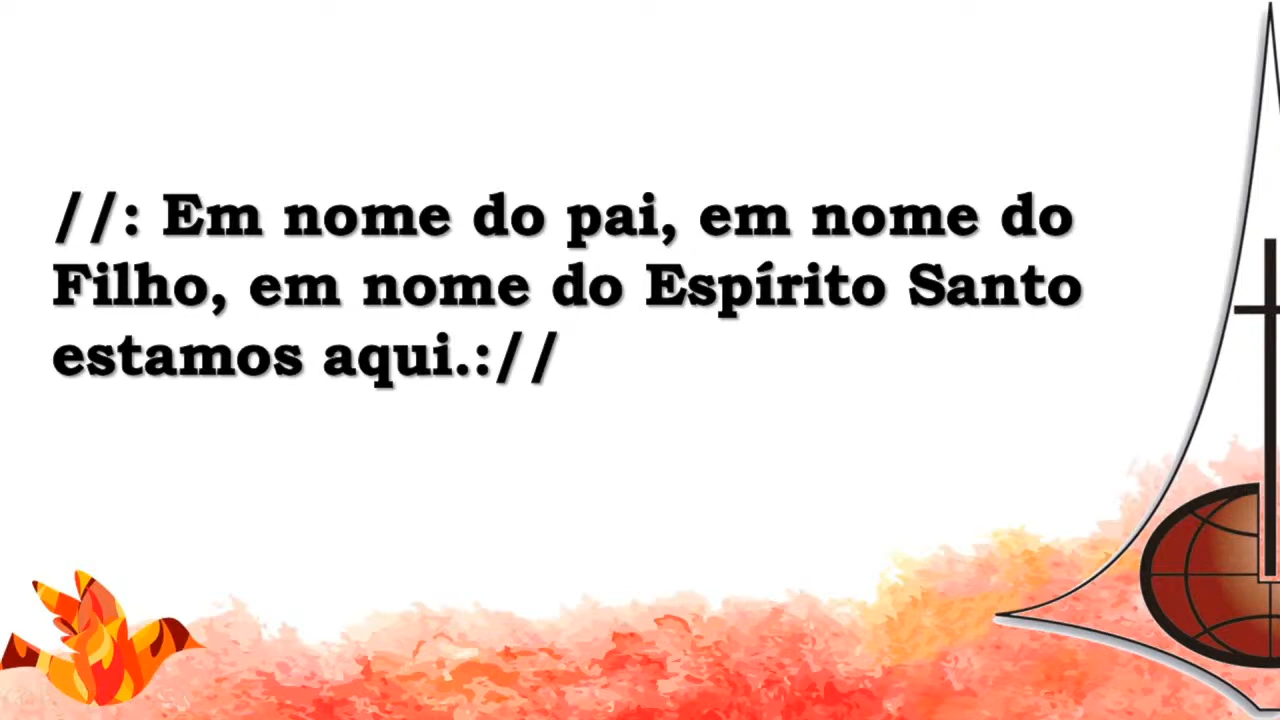 //: Em nome do pai, em nome do
Filho, em nome do Espírito Santo
estamos aqui.://